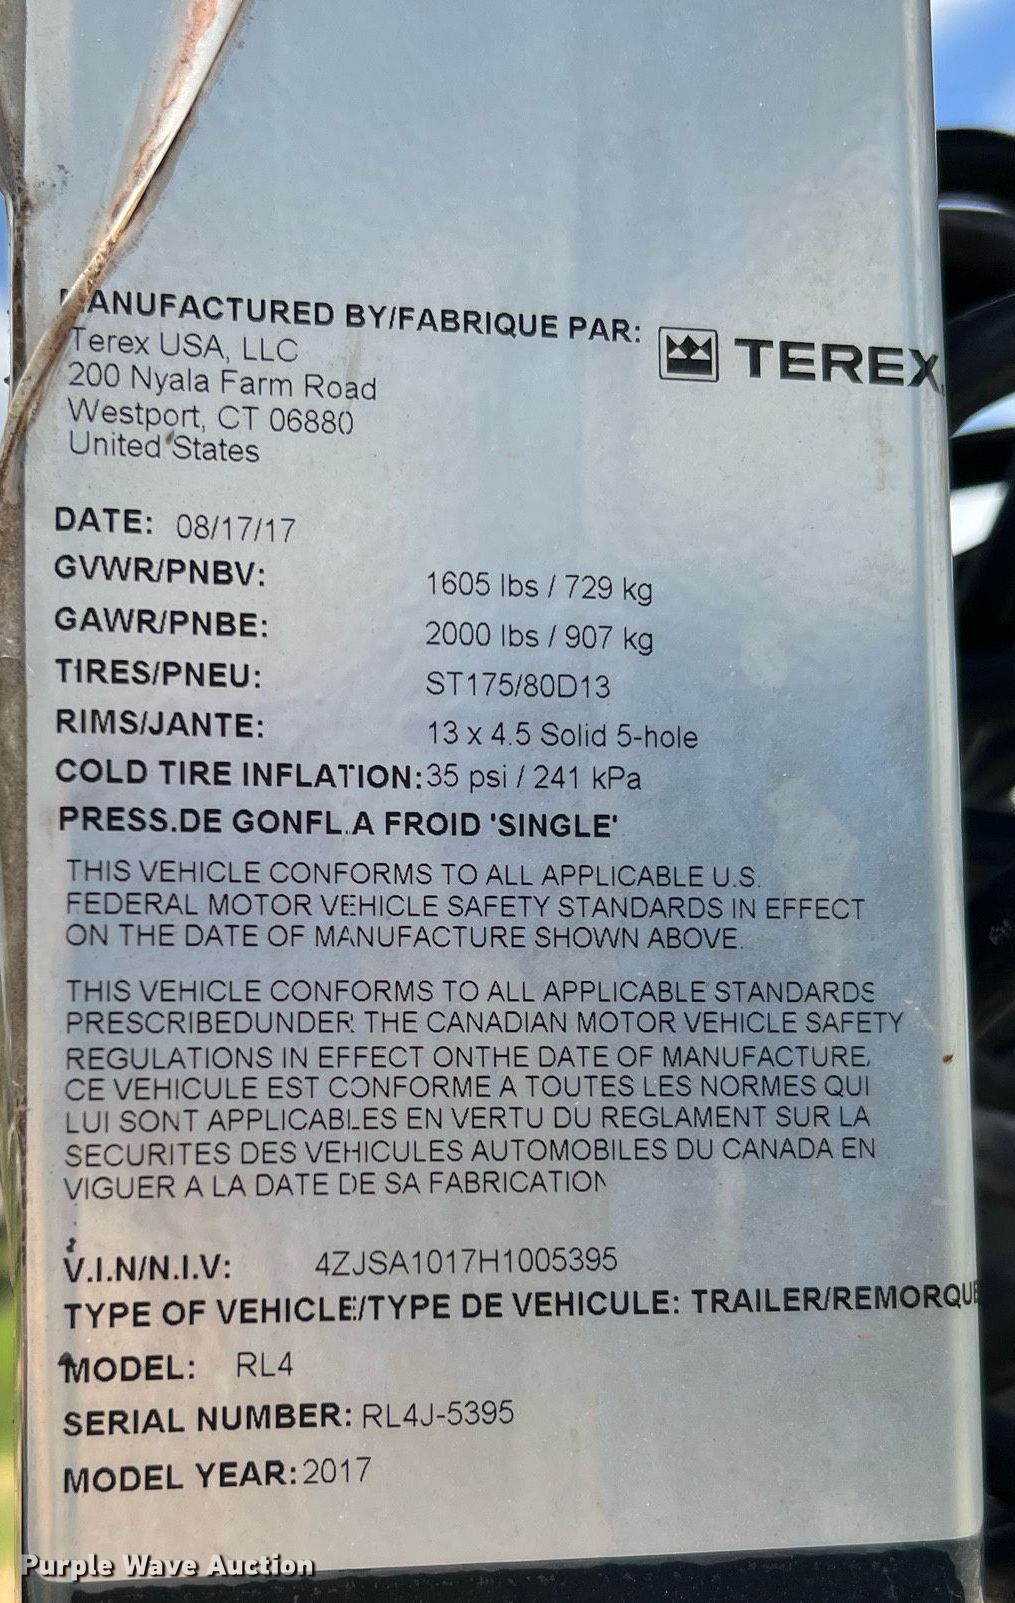 MANUFACTURED BY/FABRIQUE PAR:
TEREX
Terex USA, LLC
200 Nyala Farm Road
Westport, CT 06880
United States
DATE: 08/17/17
GVWR/PNBV: 1605 lbs / 729 kg
GAWR/PNBE: 2000 lbs / 907 kg
TIRES/PNEU: ST175/80D13
RIMS/JANTE: 13 x 4.5 Solid 5-hole
COLD TIRE INFLATION: 35 psi / 241 kPa
PRESS.DE GONFL.A FROID 'SINGLE'
THIS VEHICLE CONFORMS TO ALL APPLICABLE U.S.
FEDERAL MOTOR VEHICLE SAFETY STANDARDS IN EFFECT
ON THE DATE OF MANUFACTURE SHOWN ABOVE.
THIS VEHICLE CONFORMS TO ALL APPLICABLE STANDARDS
PRESCRIBEDUNDER THE CANADIAN MOTOR VEHICLE SAFETY
REGULATIONS IN EFFECT ONTHE DATE OF MANUFACTURE.
CE VEHICULE EST CONFORME A TOUTES LES NORMES QUI
LUI SONT APPLICABLES EN VERTU DU REGLAMENT SUR LA
SECURITES DES VEHICULES AUTOMOBILES DU CANADA EN
VIGUER A LA DATE DE SA FABRICATION
V.I.N/N.I.V: 4ZJSA1017H1005395
TYPE OF VEHICLE/TYPE DE VEHICULE: TRAILER/REMORQUE
MODEL: RL4
SERIAL NUMBER: RL4J-5395
MODEL YEAR: 2017
Purple Wave Auction